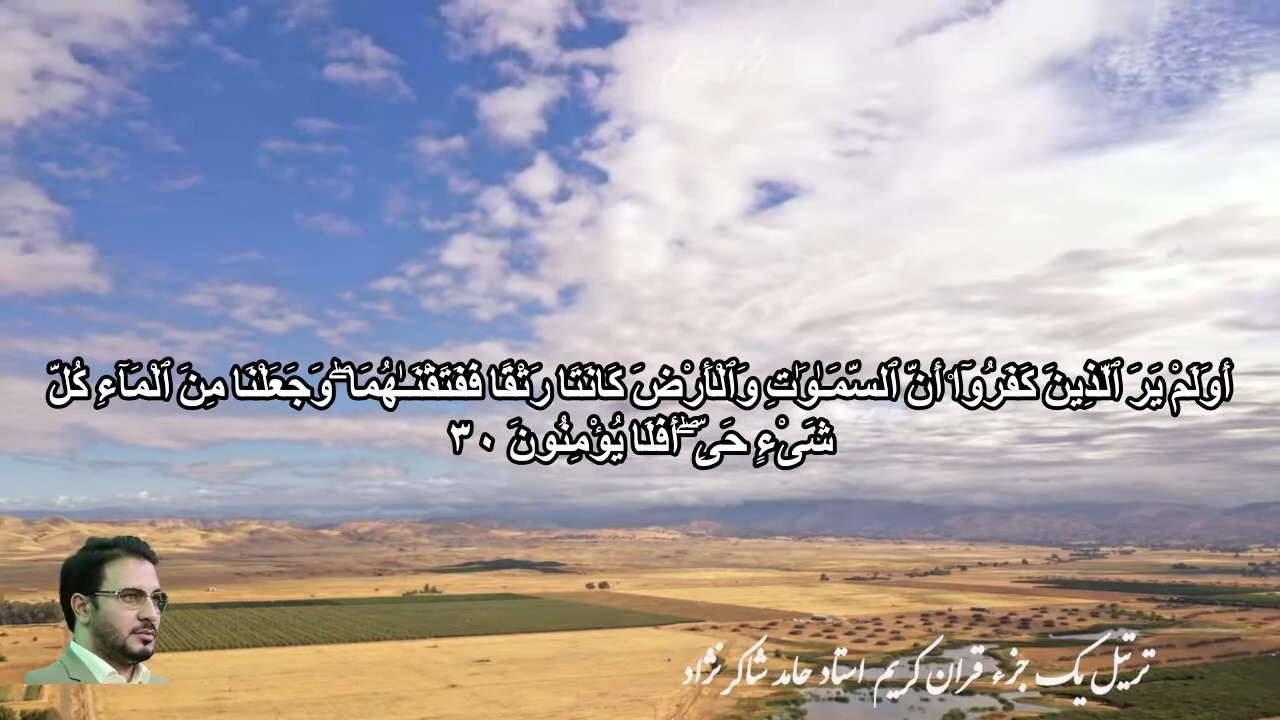 أَوَلَمْ يَرَ ٱلَّذِينَ كَفَرُوٓا۟ أَنَّ ٱلسَّمَـٰوَٰتِ وَٱلْأَرْضَ كَانَتَا رَتْقًا فَفَتَقْنَـٰهُمَا ۖ وَجَعَلْنَا مِنَ ٱلْمَآءِ كُلَّ
شَىْءٍ حَىٍّ ۖ أَفَلَا يُؤْمِنُونَ ٣٠
ترتیل یک جزء قران کریم استاد حامد شاکر نژاد